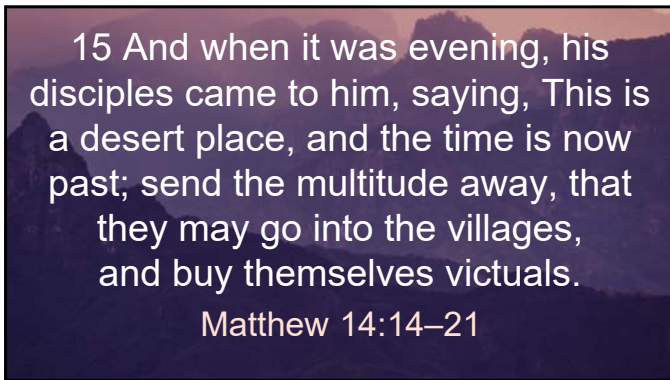 15 And when it was evening, his
disciples came to him, saying, This is
a desert place, and the time is now
past; send the multitude away, that
they may go into the villages,
and buy themselves victuals.
Matthew 14:14–21